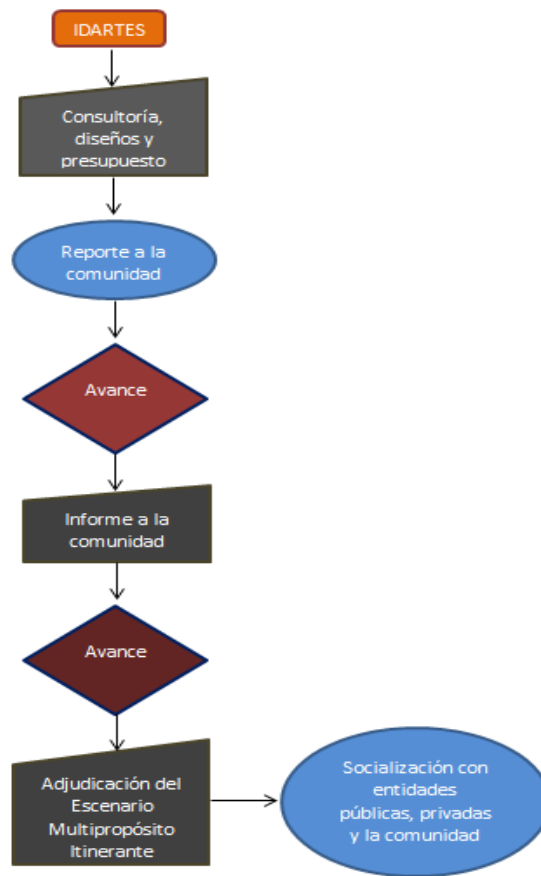 IDARTES
Consultoría,
diseños y
presupuesto
Reporte a la
comunidad
Avance
Informe a la
comunidad
Avance
Adjudicación del
Escenario
Multipropósito
Itinerante
Socialización con
entidades
públicas, privadas
y la comunidad